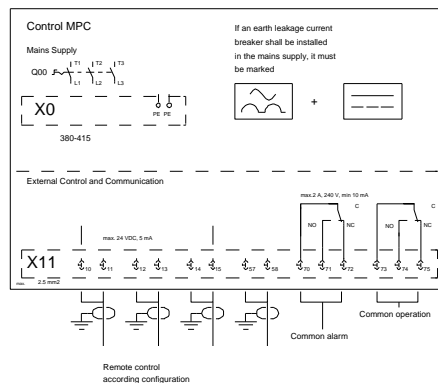 Control MPC
Mains Supply
Q00
T1 T2 T3
L1 L2 L3
X0
PE PE
380-415
If an earth leakage current
breaker shall be installed
in the mains supply, it must
be marked
+
External Control and Communication
max. 24 VDC, 5 mA
max.2 A, 240 V, min 10 mA
C
NO NC
C
NO NC
X11
10 11 12 13 14 15 57 58 70 71 72 73 74 75
max. 2.5 mm2
Common alarm
Common operation
Remote control
according configuration